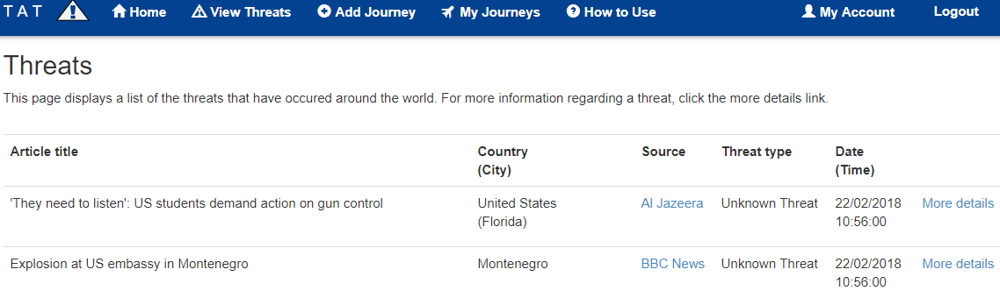 T A T Home View Threats Add Journey My Journeys How to Use My Account Logout
Threats
This page displays a list of the threats that have occured around the world. For more information regarding a threat, click the more details link.
Article title Country Source Threat type Date
(City) (Time)
'They need to listen': US students demand action on gun control United States Al Jazeera Unknown Threat 22/02/2018 More details
(Florida) 10:56:00
Explosion at US embassy in Montenegro Montenegro BBC News Unknown Threat 22/02/2018 More details
10:56:00